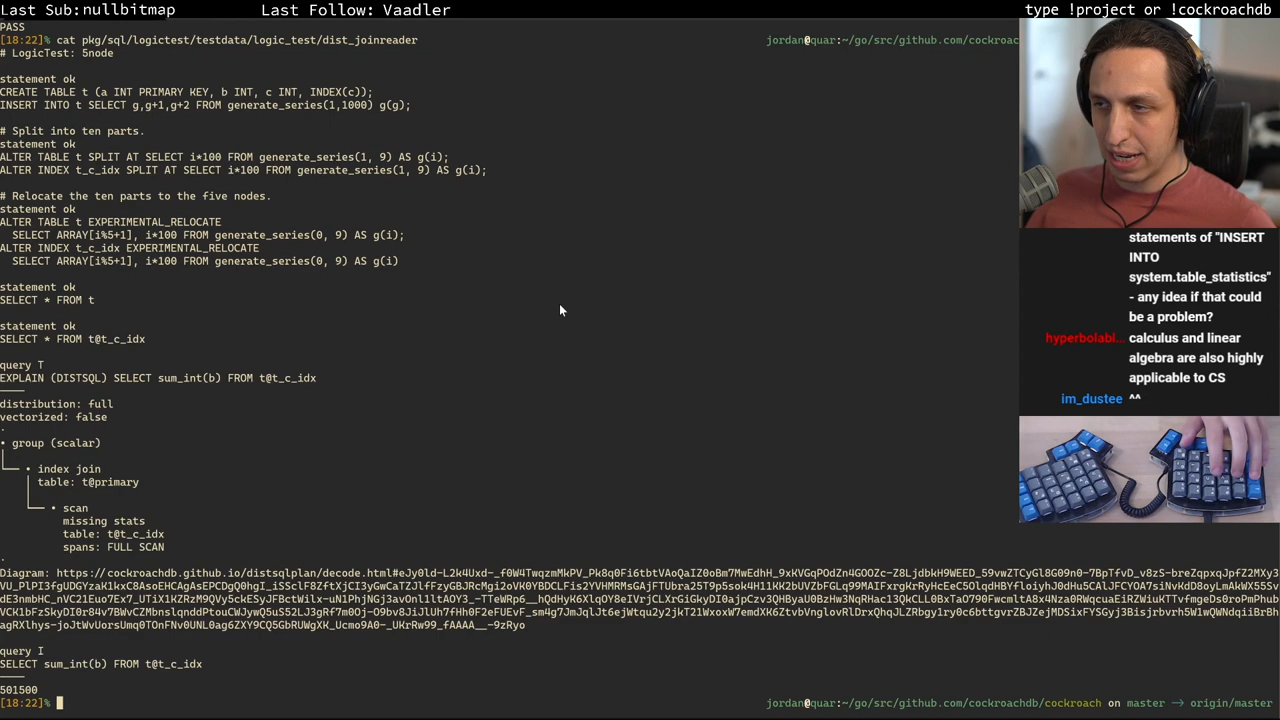 Last Sub:nullbitmap Last Follow: Vaadler type !project or !cockroachdb
PASS
[18:22]% cat pkg/sql/logictest/testdata/logic_test/dist_joinreader jordan@quar:~/go/src/github.com/cockroac
# LogicTest: 5node
statement ok
CREATE TABLE t (a INT PRIMARY KEY, b INT, c INT, INDEX(c));
INSERT INTO t SELECT g,g+1,g+2 FROM generate_series(1,1000) g(g);
# Split into ten parts.
statement ok
ALTER TABLE t SPLIT AT SELECT i*100 FROM generate_series(1, 9) AS g(i);
ALTER INDEX t_c_idx SPLIT AT SELECT i*100 FROM generate_series(1, 9) AS g(i);
# Relocate the ten parts to the five nodes.
statement ok
ALTER TABLE t EXPERIMENTAL_RELOCATE
SELECT ARRAY[i%5+1], i*100 FROM generate_series(0, 9) AS g(i);
ALTER INDEX t_c_idx EXPERIMENTAL_RELOCATE
SELECT ARRAY[i%5+1], i*100 FROM generate_series(0, 9) AS g(i)
statement ok
SELECT * FROM t
statement ok
SELECT * FROM t@t_c_idx
query T
EXPLAIN (DISTSQL) SELECT sum_int(b) FROM t@t_c_idx
----
distribution: full
vectorized: false
.
• group (scalar)
│
└── • index join
│ table: t@primary
│
└── • scan
missing stats
table: t@t_c_idx
spans: FULL SCAN
.
Diagram: https://cockroachdb.github.io/distsqlplan/decode.html
query I
SELECT sum_int(b) FROM t@t_c_idx
----
501500
[18:22]% jordan@quar:~/go/src/github.com/cockroachdb/cockroach on master → origin/master
statements of "INSERT
INTO
system.table_statistics"
- any idea if that could
be a problem?
hyperbolabl... calculus and linear
algebra are also highly
applicable to CS
im_dustee ^^